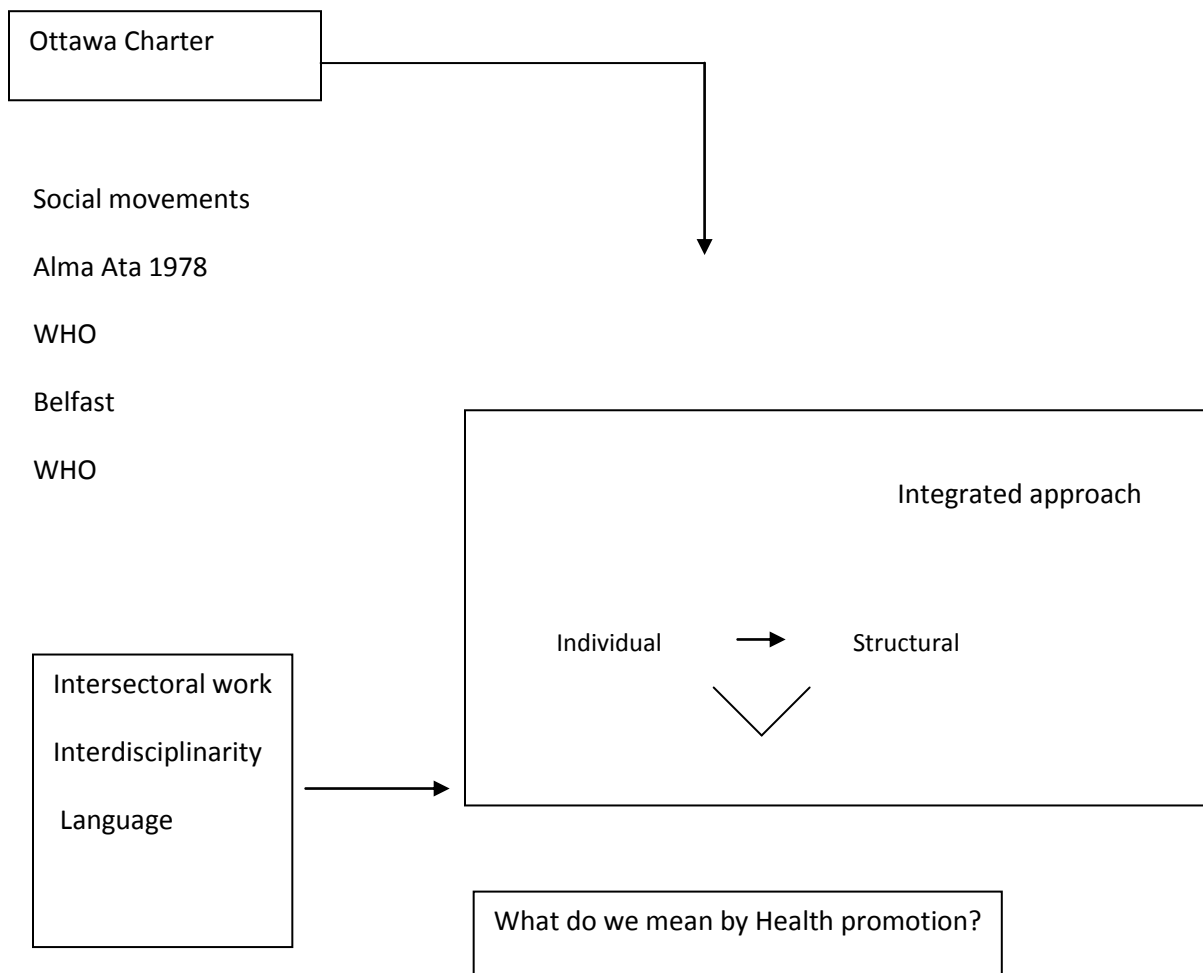 Ottawa Charter
Social movements
Alma Ata 1978
WHO
Belfast
WHO
Integrated approach
Individual
Structural
Intersectoral work
Interdisciplinarity
Language
What do we mean by Health promotion?